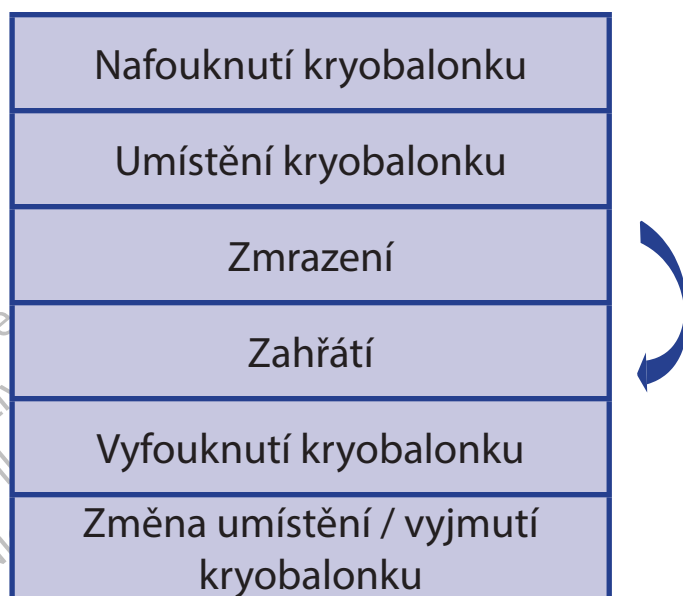 Nafouknutí kryobalonku
Umístění kryobalonku
Zmrazení
Zahřátí
Vyfouknutí kryobalonku
Změna umístění / vyjmutí
kryobalonku